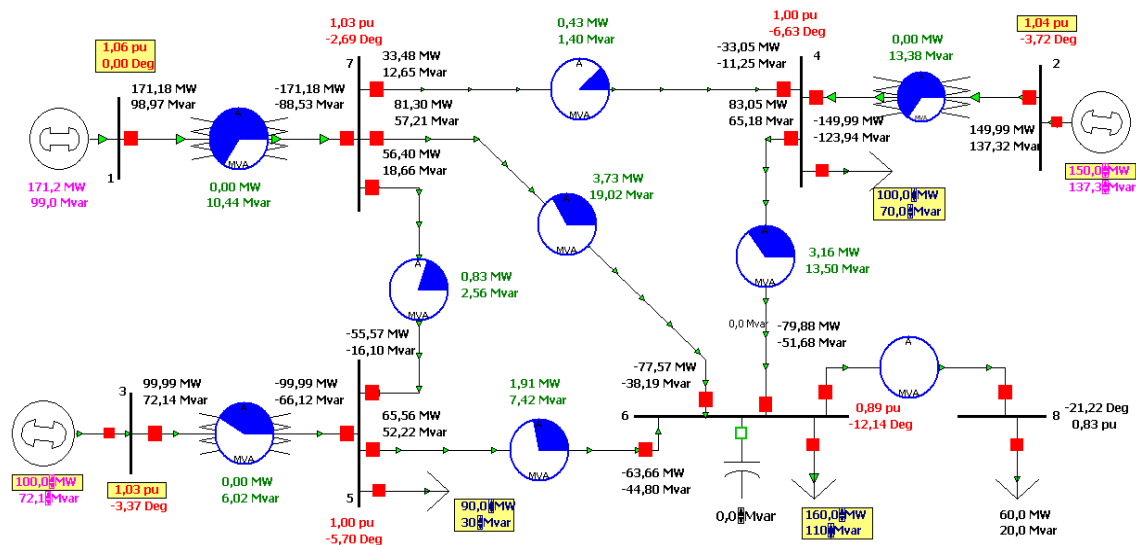 1,06 pu
0,00 Deg
171,18 MW
98,97 Mvar
-171,18 MW
-88,53 Mvar
A
MVA
0,00 MW
10,44 Mvar
171,2 MW
99,0 Mvar
1
1,03 pu
-2,69 Deg
7
33,48 MW
12,65 Mvar
81,30 MW
57,21 Mvar
56,40 MW
18,66 Mvar
0,43 MW
1,40 Mvar
A
MVA
-33,05 MW
-11,25 Mvar
1,00 pu
-6,63 Deg
4
83,05 MW
65,18 Mvar
-149,94 MW
-123,94 Mvar
0,00 MW
13,38 Mvar
A
MVA
1,04 pu
-3,72 Deg
2
149,99 MW
137,32 Mvar
150,0 MW
137,3 Mvar
100,0 MW
70,0 Mvar
3,73 MW
19,02 Mvar
A
MVA
3,16 MW
13,50 Mvar
A
MVA
0,83 MW
2,56 Mvar
A
MVA
0,0 Mvar
-79,88 MW
-51,68 Mvar
-77,57 MW
-38,19 Mvar
-55,57 MW
-16,10 Mvar
3
99,99 MW
72,14 Mvar
-99,99 MW
-66,12 Mvar
A
MVA
0,00 MW
6,02 Mvar
100,0 MW
72,1 Mvar
1,03 pu
-3,37 Deg
65,56 MW
52,22 Mvar
1,91 MW
7,42 Mvar
A
MVA
-63,66 MW
-44,80 Mvar
5
1,00 pu
-5,70 Deg
90,0 MW
30 Mvar
6
0,89 pu
-12,14 Deg
A
MVA
8
-21,22 Deg
0,83 pu
0,0 Mvar
160,0 MW
110 Mvar
60,0 MW
20,0 Mvar